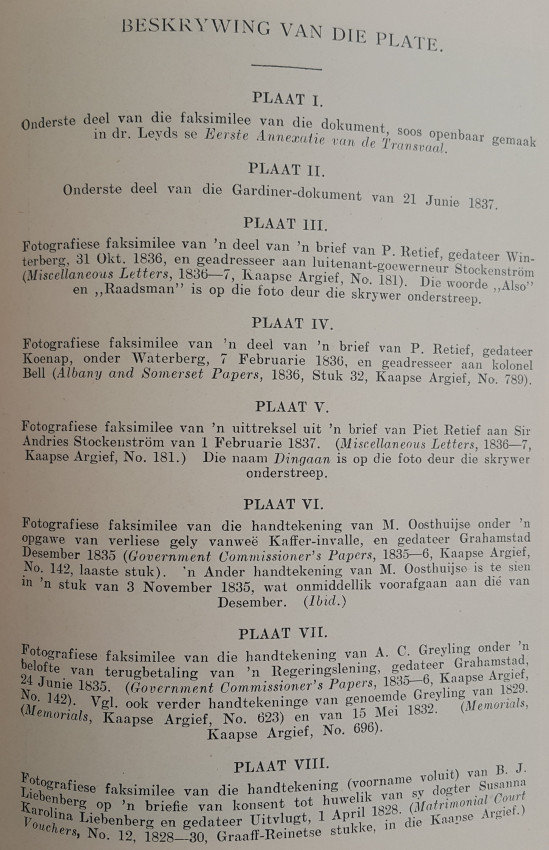 BESKRYWING VAN DIE PLATE.
PLAAT I.
Onderste deel van die faksimilee van die dokument, soos openbaar gemaak
in dr. Leyds se Eerste Annexatie van de Transvaal.
PLAAT II.
Onderste deel van die Gardiner-dokument van 21 Junie 1837.
PLAAT III.
Fotografiese faksimilee van 'n deel van 'n brief van P. Retief, gedateer Win-
terberg, 31 Okt. 1836, en geadresseer aan luitenant-goewerneur Stockenström
(Miscellaneous Letters, 1836—7, Kaapse Argief, No. 181). Die woorde ,,Also"
en ,,Raadsman" is op die foto deur die skrywer onderstreep.
PLAAT IV.
Fotografiese faksimilee van 'n deel van 'n brief van P. Retief, gedateer
Koenap, onder Waterberg, 7 Februarie 1836, en geadresseer aan kolonel
Bell (Albany and Somerset Papers, 1836, Stuk 32, Kaapse Argief, No. 789).
PLAAT V.
Fotografiese faksimilee van 'n uittreksel uit 'n brief van Piet Retief aan Sir
Andries Stockenström van 1 Februarie 1837. (Miscellaneous Letters, 1836—7,
Kaapse Argief, No. 181.) Die naam Dingaan is op die foto deur die skrywer
onderstreep.
PLAAT VI.
Fotografiese faksimilee van die handtekening van M. Oosthuijse onder 'n
opgawe van verliese gely vanweë Kaffer-invalle, en gedateer Grahamstad
Desember 1835 (Government Commissioner's Papers, 1835—6, Kaapse Argief,
No. 142, laaste stuk). 'n Ander handtekening van M. Oosthuijse is te sien
in 'n stuk van 3 November 1835, wat onmiddellik voorafgaan aan die van
Desember. (Ibid.)
PLAAT VII.
Fotografiese faksimilee van die handtekening van A. C. Greyling onder 'n
belofte van terugbetaling van 'n Regeringslening, gedateer Grahamstad,
24 Junie 1835. (Government Commissioner's Papers, 1835—6, Kaapse Argief,
No. 142). Vgl. ook verder handtekeninge van genoemde Greyling van 1829.
(Memorials, Kaapse Argief, No. 623) en van 15 Mei 1832. (Memorials,
Kaapse Argief, No. 696).
PLAAT VIII.
Fotografiese faksimilee van die handtekening (voorname voluit) van B. J.
Liebenberg op 'n briefie van konsent tot huwelik van sy dogter Susanna
Karolina Liebenberg en gedateer Uitvlugt, 1 April 1828. (Matrimonial Court
Vouchers, No. 12, 1828—30, Graaff-Reinetse stukke, in die Kaapse Argief.)